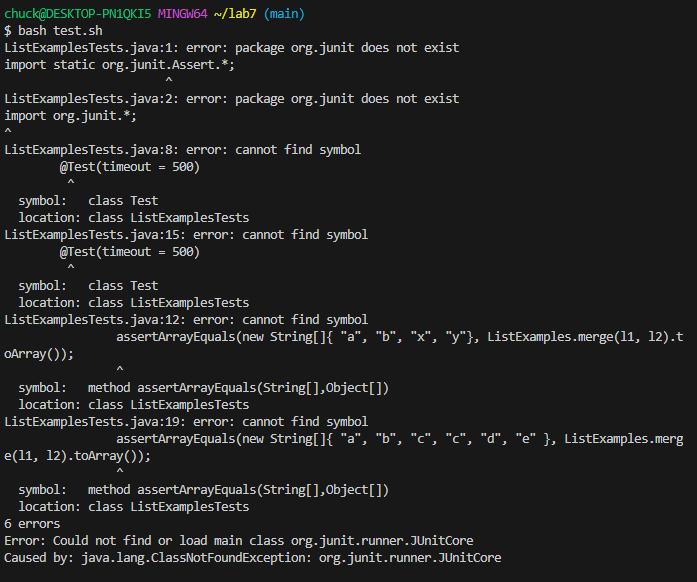 chuck@DESKTOP-PN1QKI5 MINGW64 ~/lab7 (main)
$ bash test.sh
ListExamplesTests.java:1: error: package org.junit does not exist
import static org.junit.Assert.*;
                       ^
ListExamplesTests.java:2: error: package org.junit does not exist
import org.junit.*;
^
ListExamplesTests.java:8: error: cannot find symbol
        @Test(timeout = 500)
         ^
  symbol:   class Test
  location: class ListExamplesTests
ListExamplesTests.java:15: error: cannot find symbol
        @Test(timeout = 500)
         ^
  symbol:   class Test
  location: class ListExamplesTests
ListExamplesTests.java:12: error: cannot find symbol
                assertArrayEquals(new String[]{ "a", "b", "x", "y"}, ListExamples.merge(l1, l2).t
oArray());
                ^
  symbol:   method assertArrayEquals(String[],Object[])
  location: class ListExamplesTests
ListExamplesTests.java:19: error: cannot find symbol
                assertArrayEquals(new String[]{ "a", "b", "c", "c", "d", "e" }, ListExamples.merg
e(l1, l2).toArray());
                ^
  symbol:   method assertArrayEquals(String[],Object[])
  location: class ListExamplesTests
6 errors
Error: Could not find or load main class org.junit.runner.JUnitCore
Caused by: java.lang.ClassNotFoundException: org.junit.runner.JUnitCore